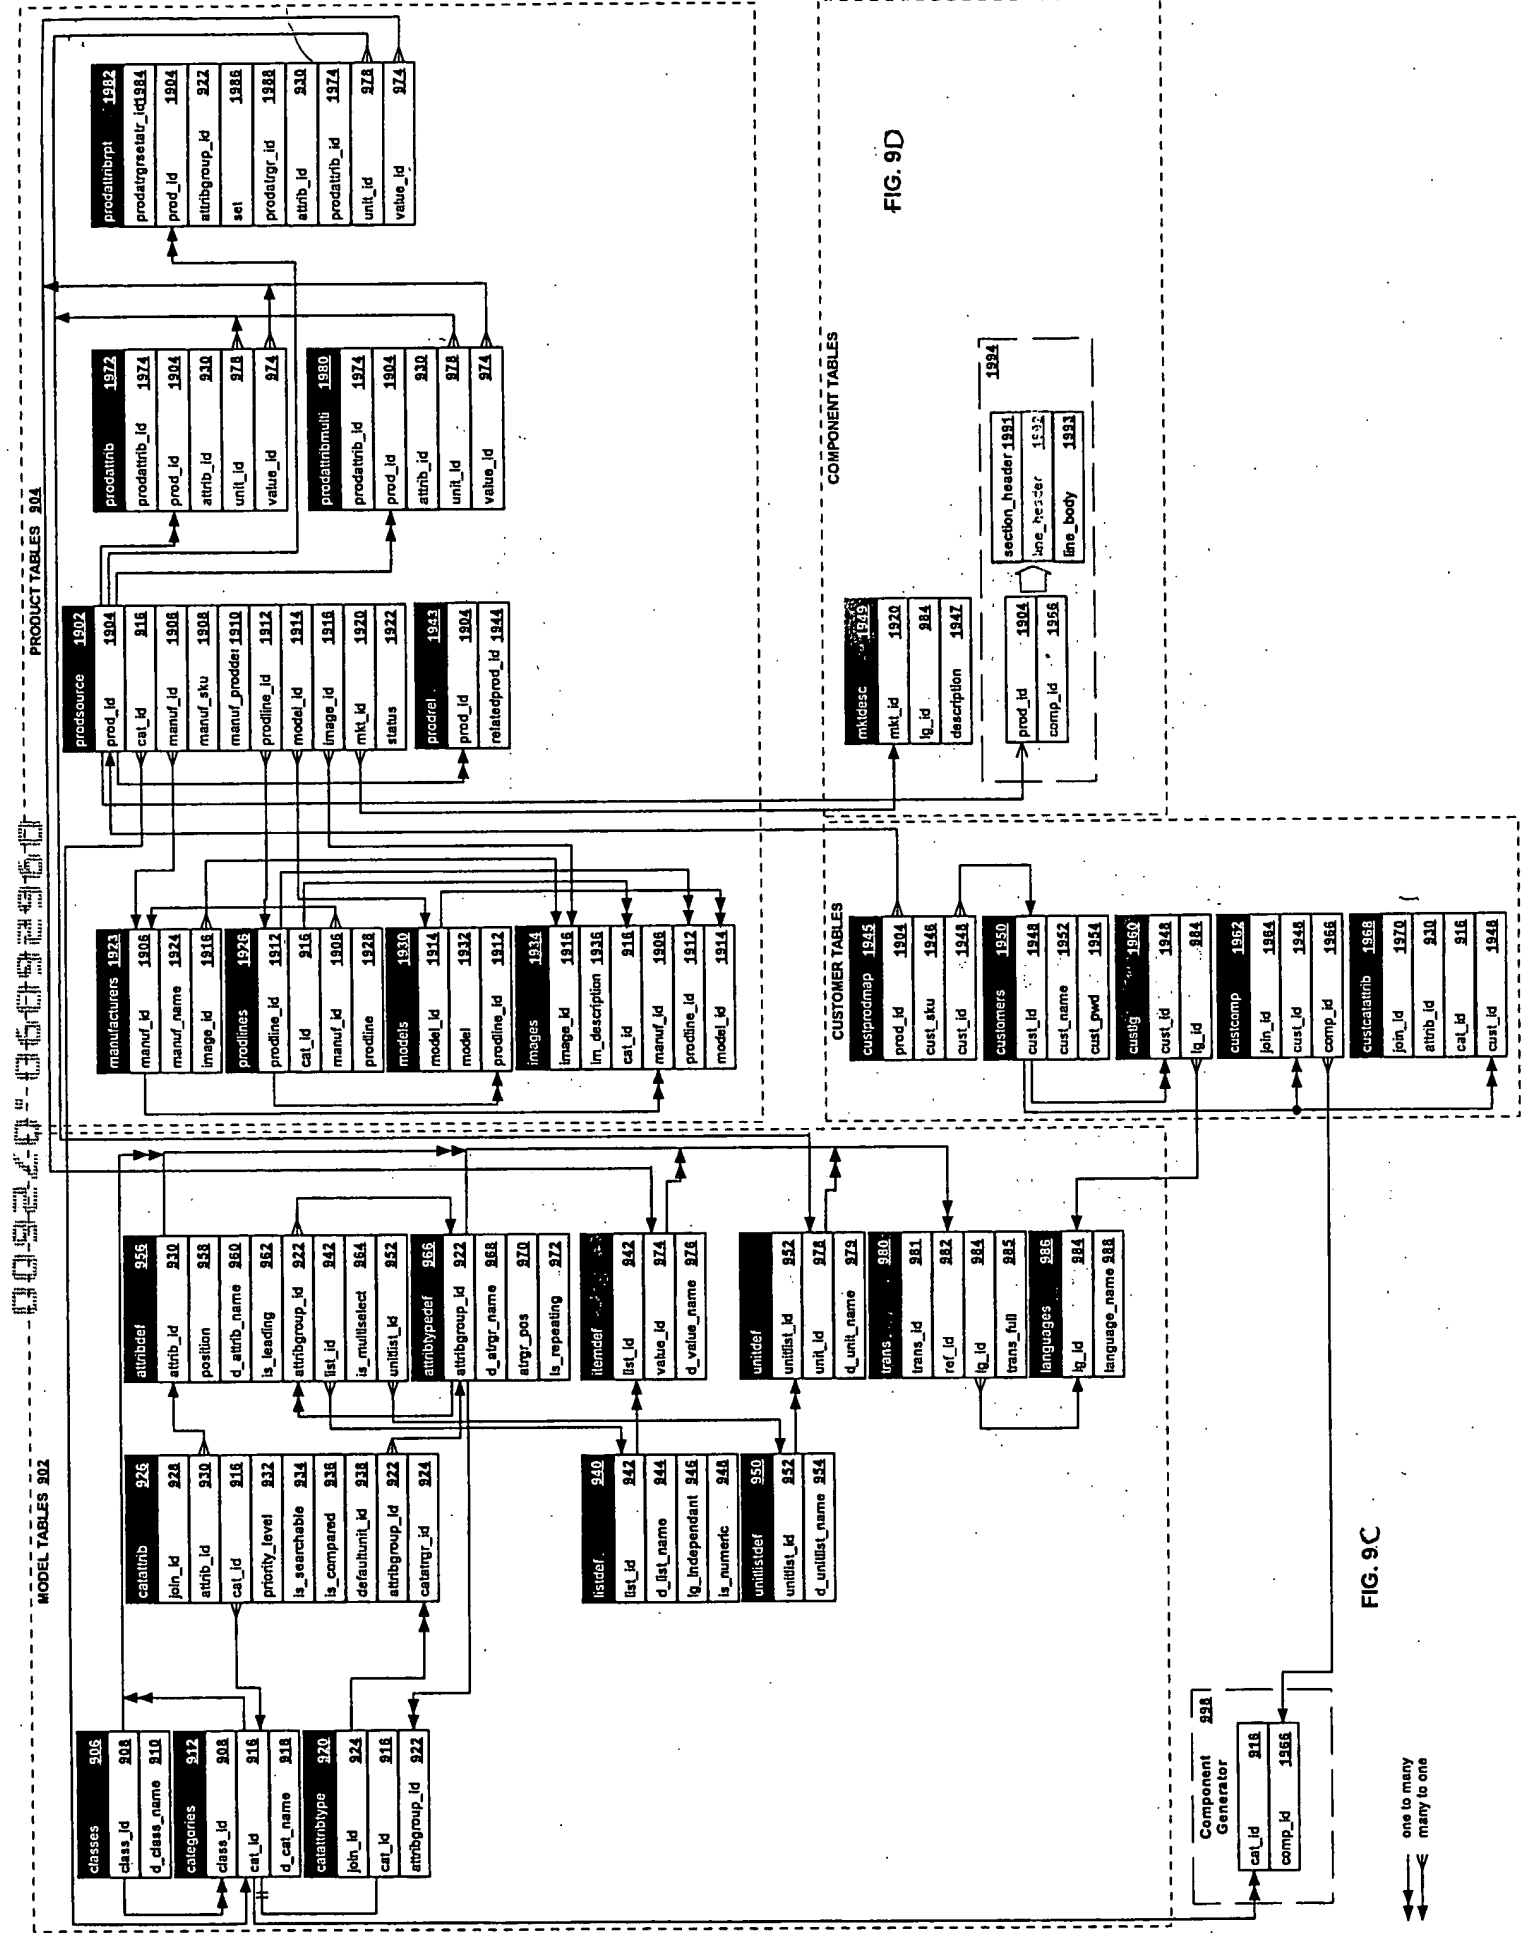 MODEL TABLES 902
classes 906
class_id 908
d_class_name 910
categories 912
class_id 908
cat_id 916
d_cat_name 918
catattribtype 920
join_id 924
cat_id 916
attribgroup_id 922
catattrib 926
join_id 928
attrib_id 930
cat_id 916
priority_level 932
is_searchable 934
is_compared 936
defaultunit_id 938
attribgroup_id 922
catatrgr_id 924
attribdef 956
attrib_id 930
position 958
d_attrib_name 960
is_leading 962
attribgroup_id 922
list_id 942
is_multiselect 964
unitlist_id 952
attribtypedef 966
attribgroup_id 922
d_atrgr_name 968
atrgr_pos 970
is_repeating 972
listdef 940
list_id 942
d_list_name 944
lg_independant 946
is_numeric 948
unitlistdef 950
unitlist_id 952
d_unitlist_name 954
itemdef
list_id 942
value_id 974
d_value_name 976
unitdef
unitlist_id 952
unit_id 978
d_unit_name 979
trans 980
trans_id 981
ref_id 982
lg_id 984
trans_full 985
languages 986
lg_id 984
language_name 988
PRODUCT TABLES 904
manufacturers 1923
manuf_id 1906
manuf_name 1924
image_id 1916
prodlines 1926
prodline_id 1912
cat_id 916
manuf_id 1906
prodline 1928
models 1930
model_id 1914
model 1932
prodline_id 1912
images 1934
image_id 1916
im_description 1936
cat_id 916
manuf_id 1906
prodline_id 1912
model_id 1914
prodsource 1902
prod_id 1904
cat_id 916
manuf_id 1906
manuf_sku 1908
manuf_proddes 1910
prodline_id 1912
model_id 1914
image_id 1916
mkt_id 1920
status 1922
prodrel 1943
prod_id 1904
relatedprod_id 1944
prodattrib 1972
prodattrib_id 1974
prod_id 1904
attrib_id 930
unit_id 978
value_id 974
prodattribmulti 1980
prodattrib_id 1974
prod_id 1904
attrib_id 930
unit_id 978
value_id 974
prodattribrpt 1982
prodatrgrsetatr_id 1984
prod_id 1904
attribgroup_id 922
set 1986
prodatrgr_id 1988
attrib_id 930
prodattrib_id 1974
unit_id 978
value_id 974
CUSTOMER TABLES
custprodmap 1945
prod_id 1904
cust_sku 1946
cust_id 1948
customers 1950
cust_id 1948
cust_name 1952
cust_pwd 1954
custlg 1960
cust_id 1948
lg_id 984
custcomp 1962
join_id 1964
cust_id 1948
comp_id 1966
custcatattrib 1968
join_id 1970
attrib_id 930
cat_id 916
cust_id 1948
COMPONENT TABLES
mktdesc 1949
mkt_id 1920
lg_id 984
description 1947
1994
prod_id 1904
comp_id 1966
section_header 1991
line_header 1992
line_body 1993
FIG. 9D
Component
Generator 998
cat_id 916
comp_id 1966
FIG. 9C
one to many
many to one